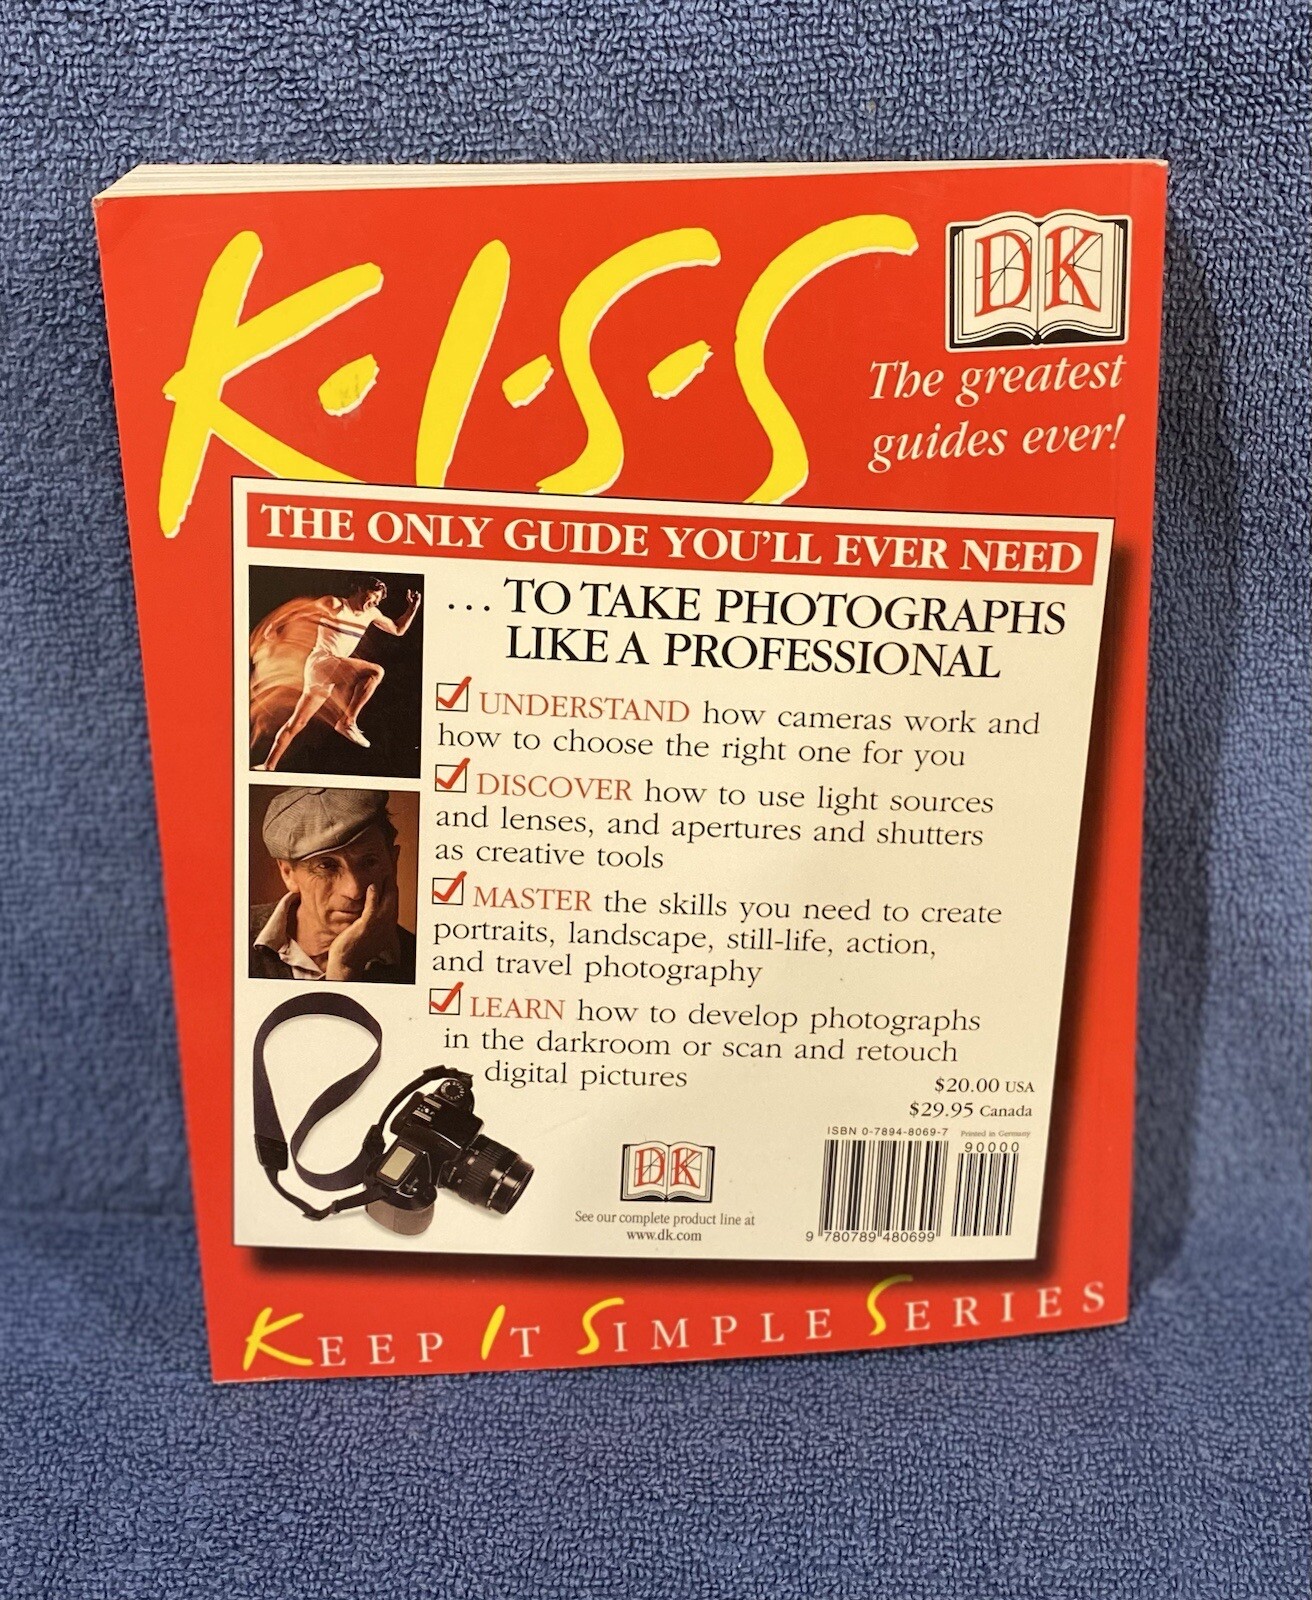 K·I·S·S
DK
The greatest
guides ever!
THE ONLY GUIDE YOU'LL EVER NEED
... TO TAKE PHOTOGRAPHS
LIKE A PROFESSIONAL
UNDERSTAND how cameras work and
how to choose the right one for you
DISCOVER how to use light sources
and lenses, and apertures and shutters
as creative tools
MASTER the skills you need to create
portraits, landscape, still-life, action,
and travel photography
LEARN how to develop photographs
in the darkroom or scan and retouch
digital pictures
$20.00 USA
$29.95 Canada
ISBN 0-7894-8069-7 Printed in Germany
90000
9 780789 480699
DK
See our complete product line at
www.dk.com
KEEP IT SIMPLE SERIES